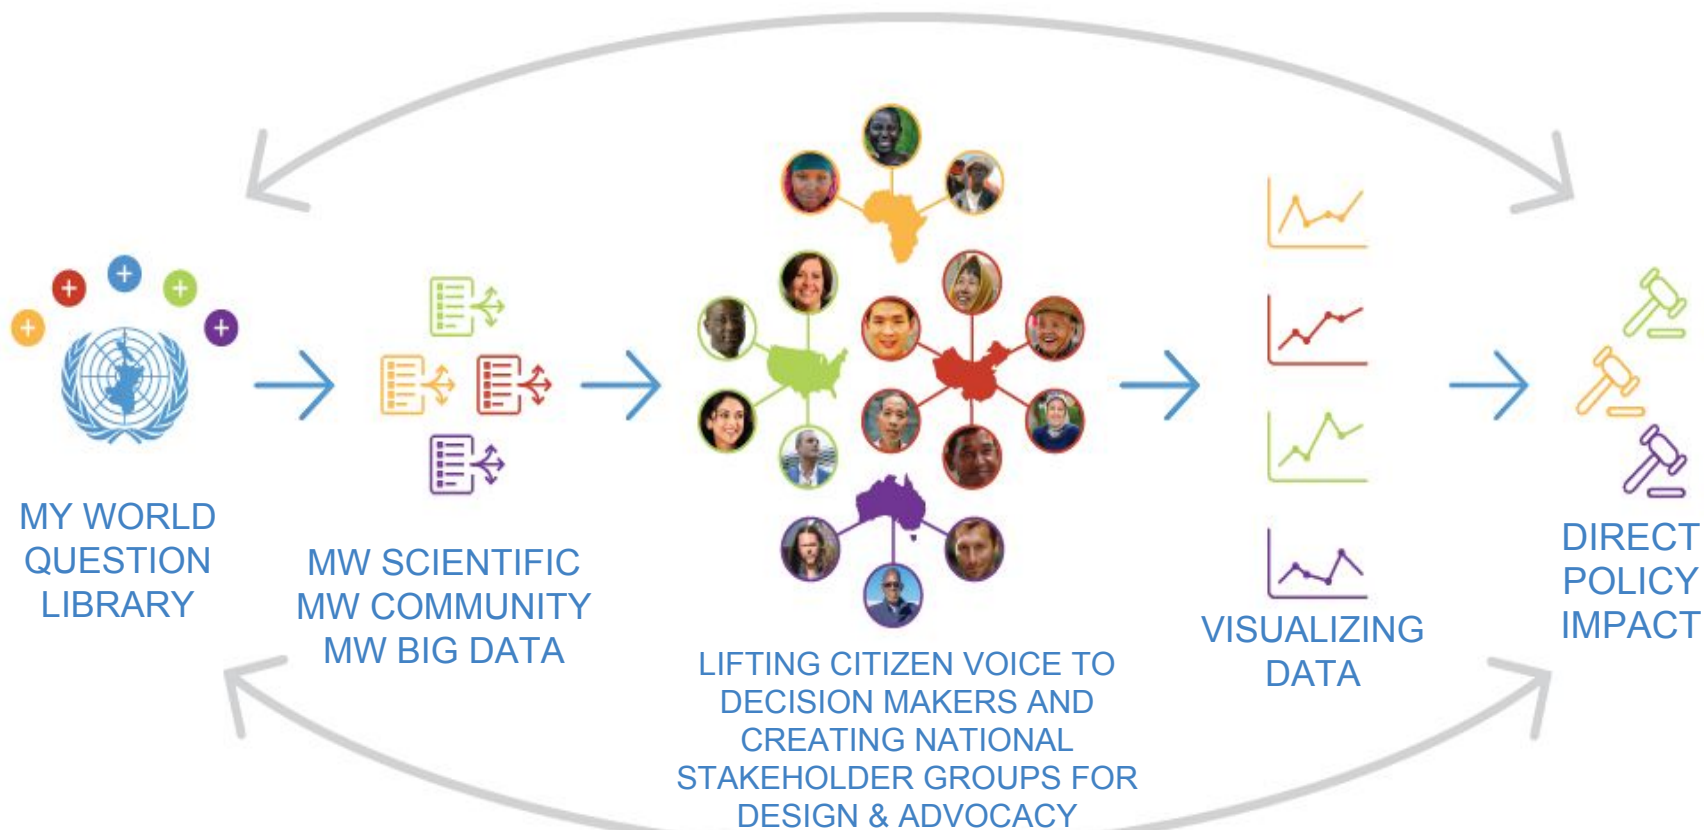 MY WORLD
QUESTION
LIBRARY
MW SCIENTIFIC
MW COMMUNITY
MW BIG DATA
LIFTING CITIZEN VOICE TO
DECISION MAKERS AND
CREATING NATIONAL
STAKEHOLDER GROUPS FOR
DESIGN & ADVOCACY
VISUALIZING
DATA
DIRECT
POLICY
IMPACT